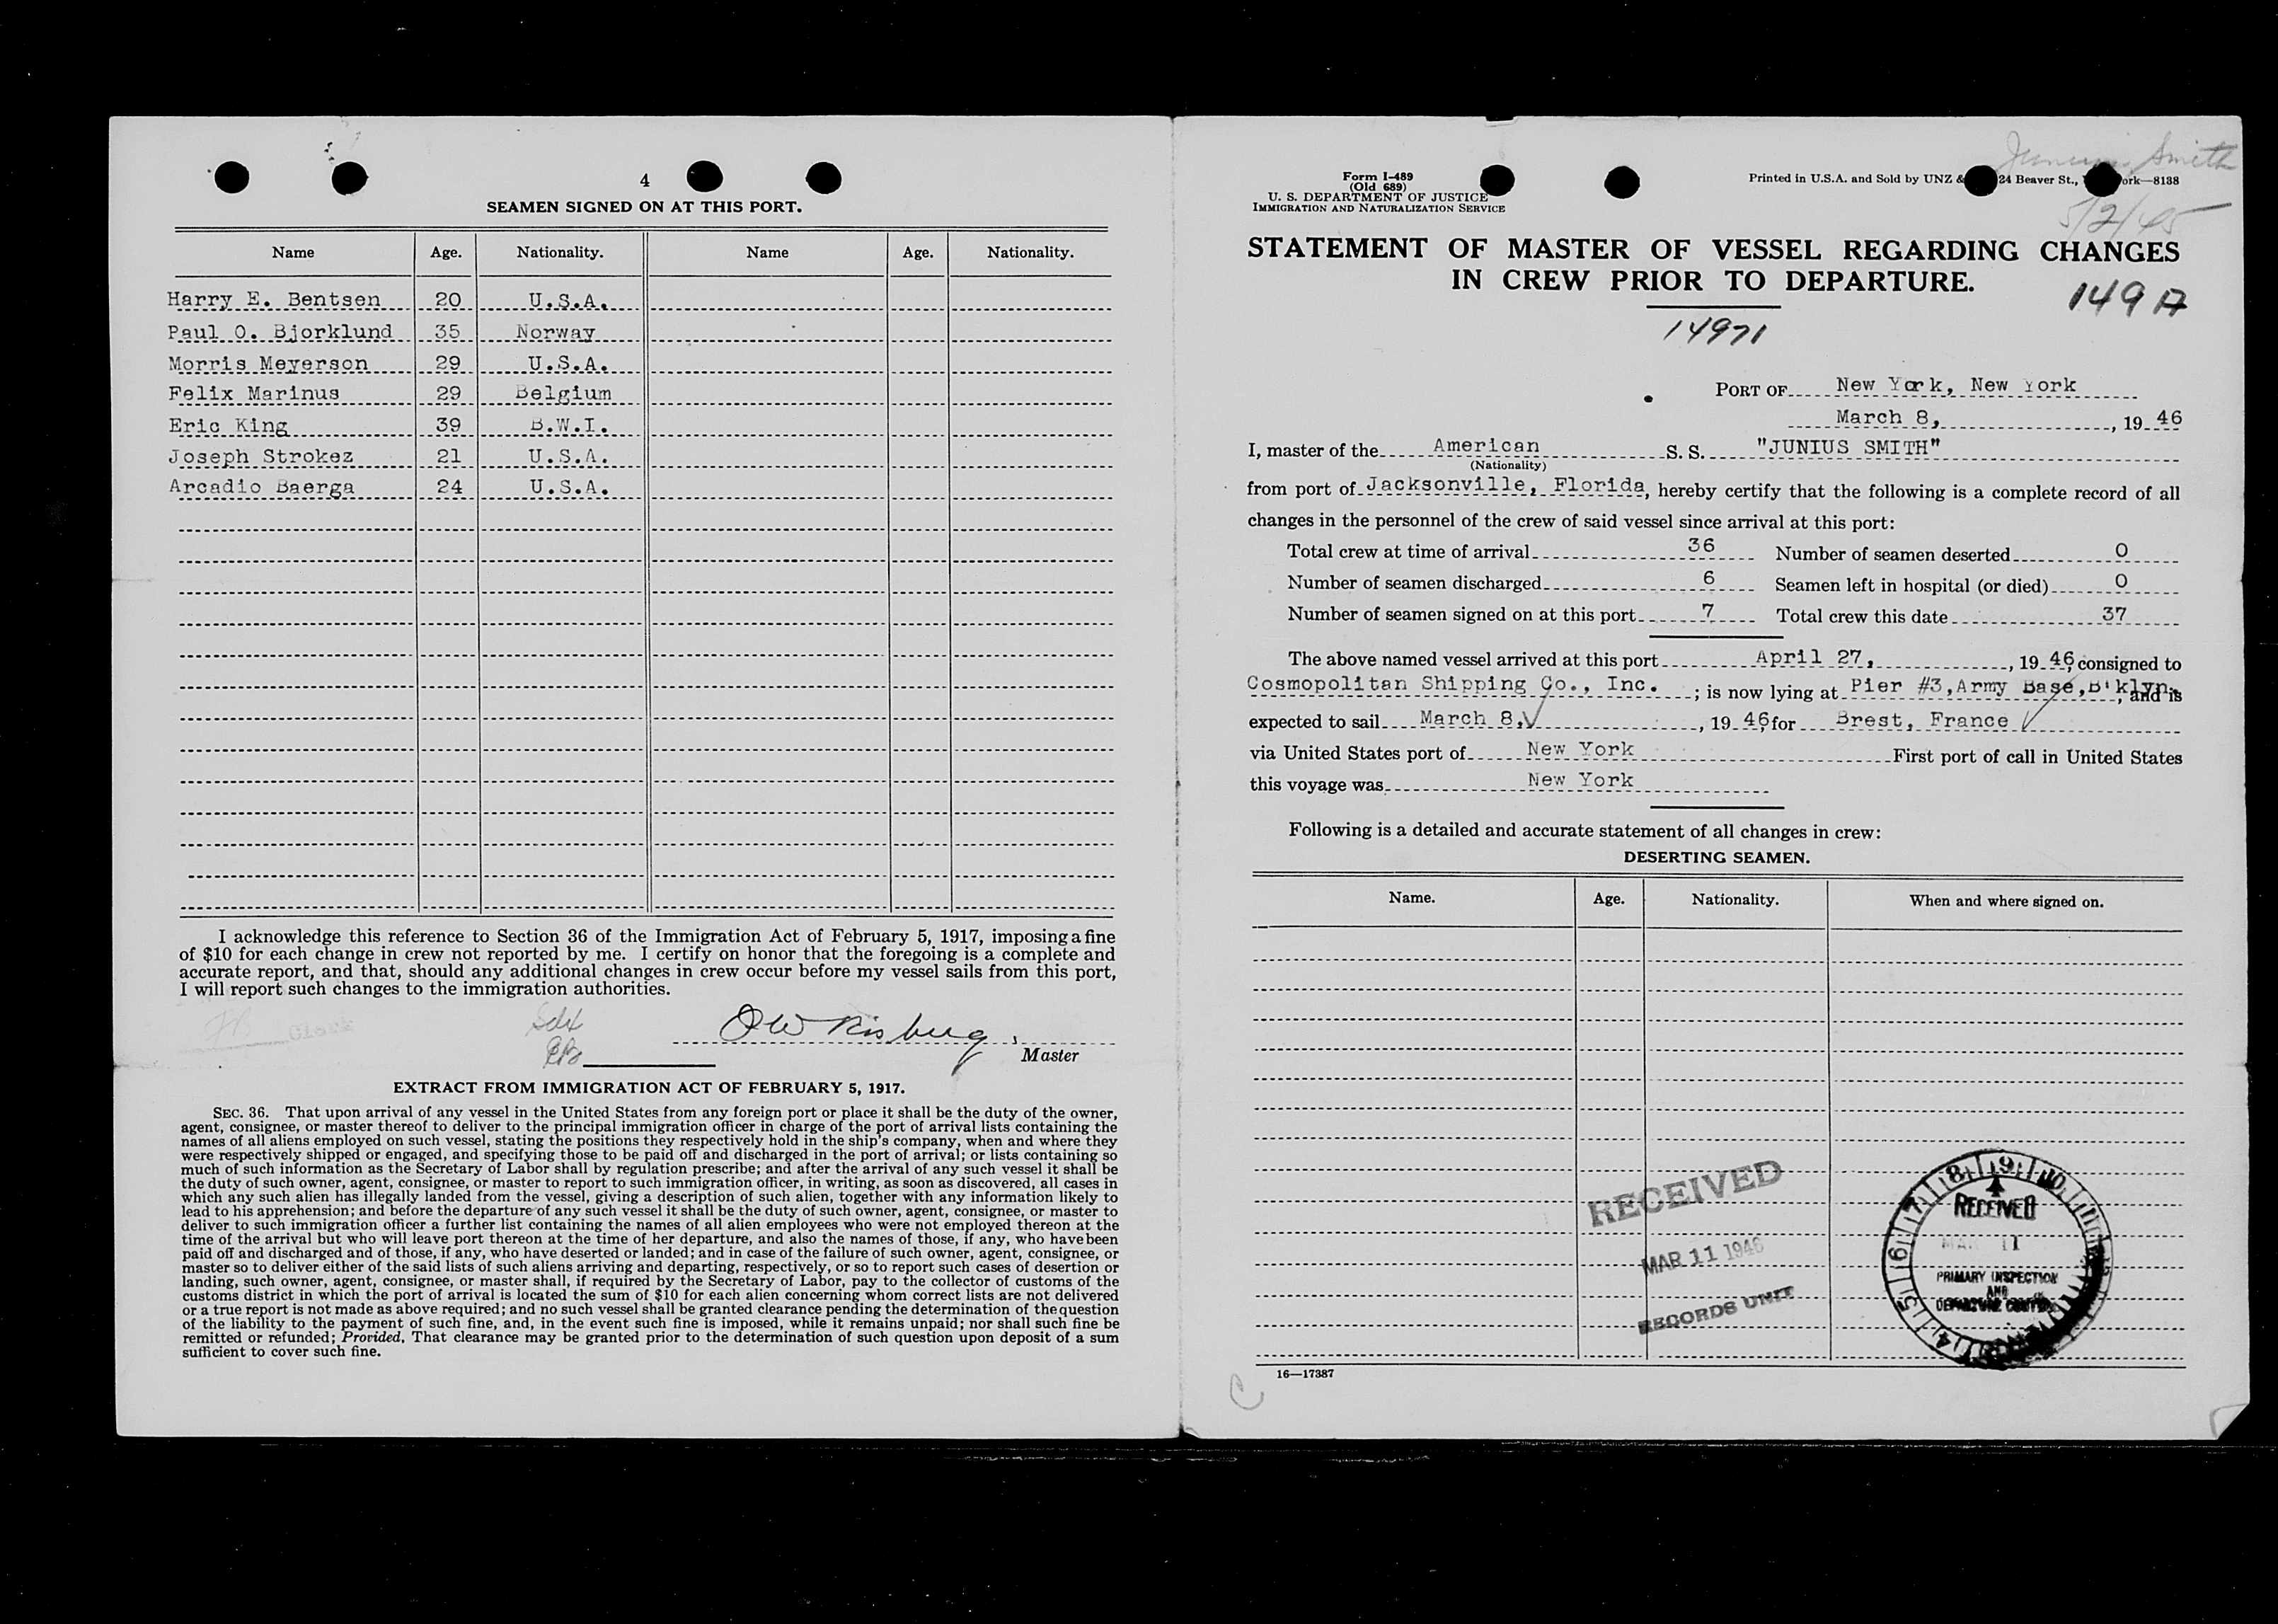 4
SEAMEN SIGNED ON AT THIS PORT.
Name Age. Nationality. Name Age. Nationality.
Harry E. Bentsen 20 U.S.A.
Paul O. Bjorklund 35 Norway
Morris Meyerson 29 U.S.A.
Felix Marinus 29 Belgium
Eric King 39 B.W.I.
Joseph Strokez 21 U.S.A.
Arcadio Baerga 24 U.S.A.
I acknowledge this reference to Section 36 of the Immigration Act of February 5, 1917, imposing a fine
of $10 for each change in crew not reported by me. I certify on honor that the foregoing is a complete and
accurate report, and that, should any additional changes in crew occur before my vessel sails from this port,
I will report such changes to the immigration authorities.
Clerk
Master
EXTRACT FROM IMMIGRATION ACT OF FEBRUARY 5, 1917.
SEC. 36. That upon arrival of any vessel in the United States from any foreign port or place it shall be the duty of the owner,
agent, consignee, or master thereof to deliver to the principal immigration officer in charge of the port of arrival lists containing the
names of all aliens employed on such vessel, stating the positions they respectively hold in the ship's company, when and where they
were respectively shipped or engaged, and specifying those to be paid off and discharged in the port of arrival; or lists containing so
much of such information as the Secretary of Labor shall by regulation prescribe; and after the arrival of any such vessel it shall be
the duty of such owner, agent, consignee, or master to report to such immigration officer, in writing, as soon as discovered, all cases in
which any such alien has illegally landed from the vessel, giving a description of such alien, together with any information likely to
lead to his apprehension; and before the departure of any such vessel it shall be the duty of such owner, agent, consignee, or master to
deliver to such immigration officer a further list containing the names of all alien employees who were not employed thereon at the
time of the arrival but who will leave port thereon at the time of her departure, and also the names of those, if any, who have been
paid off and discharged and of those, if any, who have deserted or landed; and in case of the failure of such owner, agent, consignee, or
master so to deliver either of the said lists of such aliens arriving and departing, respectively, or so to report such cases of desertion or
landing, such owner, agent, consignee, or master shall, if required by the Secretary of Labor, pay to the collector of customs of the
customs district in which the port of arrival is located the sum of $10 for each alien concerning whom correct lists are not delivered
or a true report is not made as above required; and no such vessel shall be granted clearance pending the determination of the question
of the liability to the payment of such fine, and, in the event such fine is imposed, while it remains unpaid; nor shall such fine be
remitted or refunded; Provided, That clearance may be granted prior to the determination of such question upon deposit of a sum
sufficient to cover such fine.
Junius Smith
Form I-489
(Old 689)
U. S. DEPARTMENT OF JUSTICE
IMMIGRATION AND NATURALIZATION SERVICE
Printed in U.S.A. and Sold by UNZ & 24 Beaver St., ork—8138
5/2/45
STATEMENT OF MASTER OF VESSEL REGARDING CHANGES
IN CREW PRIOR TO DEPARTURE.
149 A
14971
PORT OF New York, New York
March 8, , 19 46
I, master of the American S. S. "JUNIUS SMITH"
(Nationality)
from port of Jacksonville, Florida, hereby certify that the following is a complete record of all
changes in the personnel of the crew of said vessel since arrival at this port:
Total crew at time of arrival 36 Number of seamen deserted 0
Number of seamen discharged 6 Seamen left in hospital (or died) 0
Number of seamen signed on at this port 7 Total crew this date 37
The above named vessel arrived at this port April 27, , 19 46, consigned to
Cosmopolitan Shipping Co., Inc. ; is now lying at Pier #3, Army Base, B'klyn, and is
expected to sail March 8, , 19 46 for Brest, France
via United States port of New York First port of call in United States
this voyage was New York
Following is a detailed and accurate statement of all changes in crew:
DESERTING SEAMEN.
Name. Age. Nationality. When and where signed on.
RECEIVED
MAR 11 1946
RECORDS UNIT
4 5 6 7 8 9 10 11
RECEIVED
MAR 11
PRIMARY INSPECTION
AND
DEPARTURE
16—17387
C